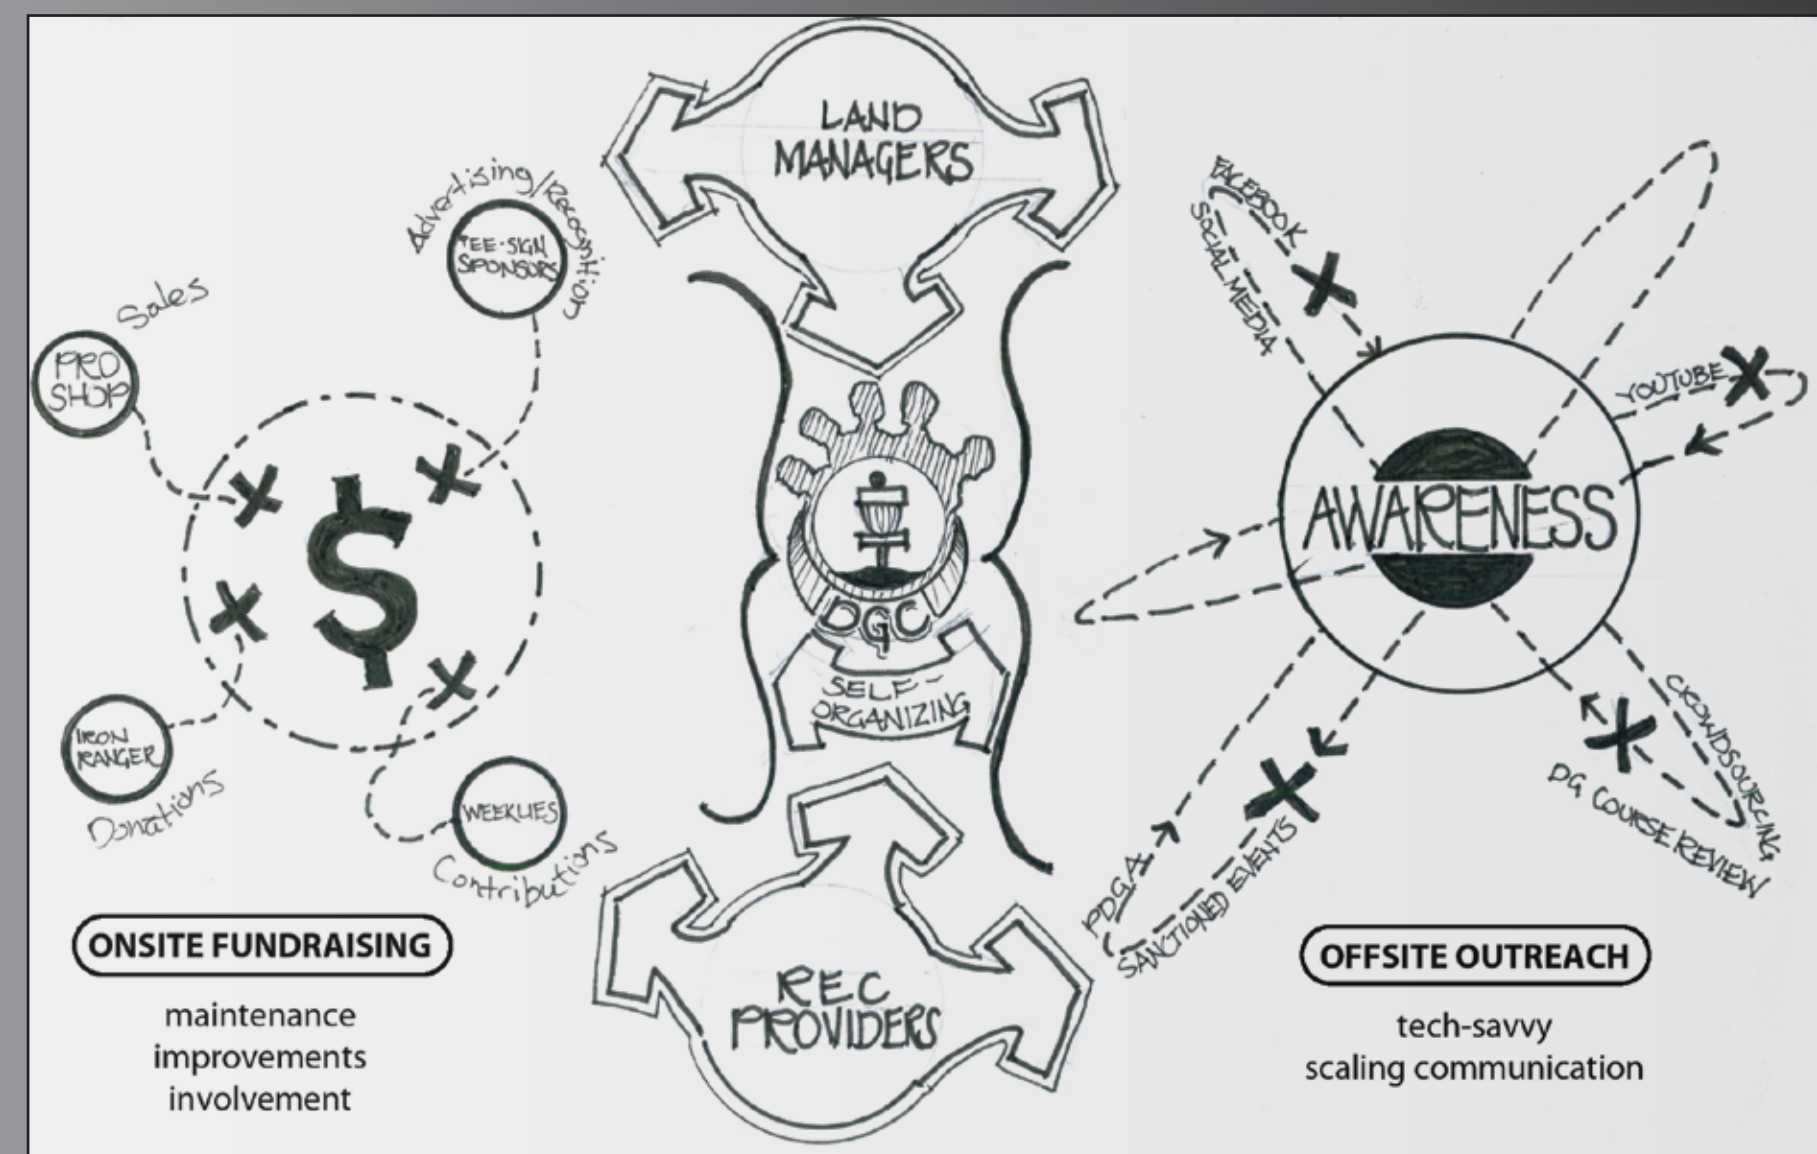 LAND
MANAGERS
Advertising/Recognition
TEE-SIGN
SPONSORS
Sales
PRO
SHOP
$
IRON
RANGER
Donations
WEEKLIES
Contributions
ONSITE FUNDRAISING
maintenance
improvements
involvement
DGC
SELF-
ORGANIZING
REC
PROVIDERS
FACEBOOK
SOCIAL MEDIA
YOUTUBE
AWARENESS
CROWDSOURCING
DG COURSE REVIEW
PDGA
SANCTIONED EVENTS
OFFSITE OUTREACH
tech-savvy
scaling communication